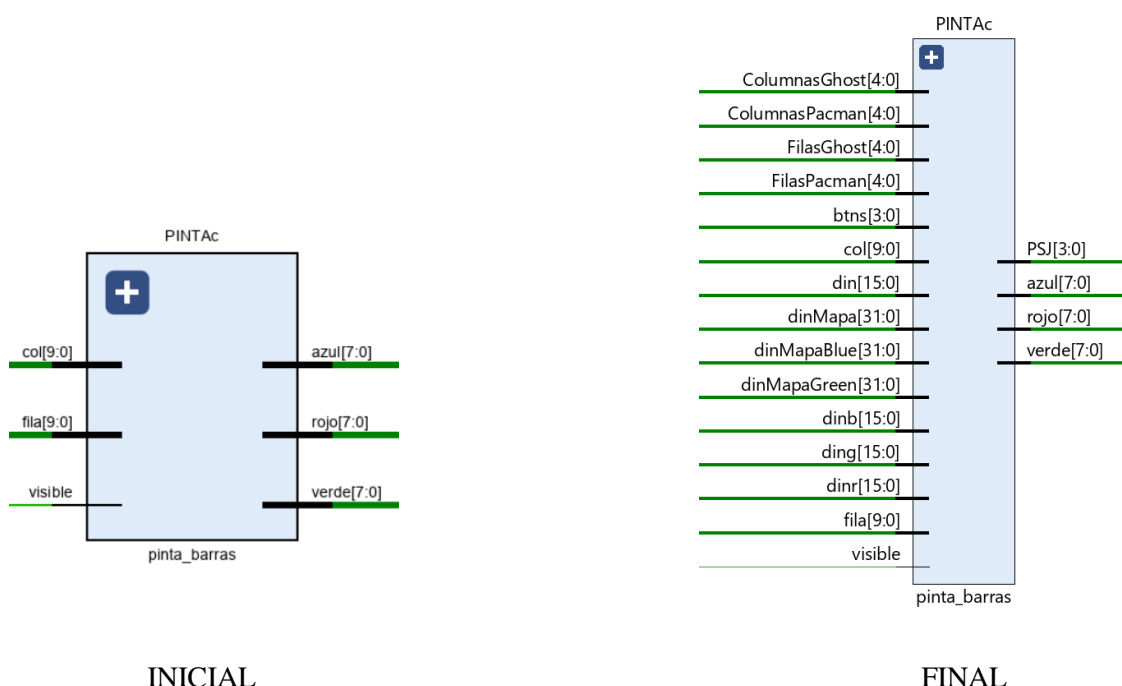 PINTAc
col[9:0]
fila[9:0]
visible
azul[7:0]
rojo[7:0]
verde[7:0]
pinta_barras
INICIAL
PINTAc
ColumnasGhost[4:0]
ColumnasPacman[4:0]
FilasGhost[4:0]
FilasPacman[4:0]
btns[3:0]
col[9:0]
din[15:0]
dinMapa[31:0]
dinMapaBlue[31:0]
dinMapaGreen[31:0]
dinb[15:0]
ding[15:0]
dinr[15:0]
fila[9:0]
visible
PSJ[3:0]
azul[7:0]
rojo[7:0]
verde[7:0]
pinta_barras
FINAL